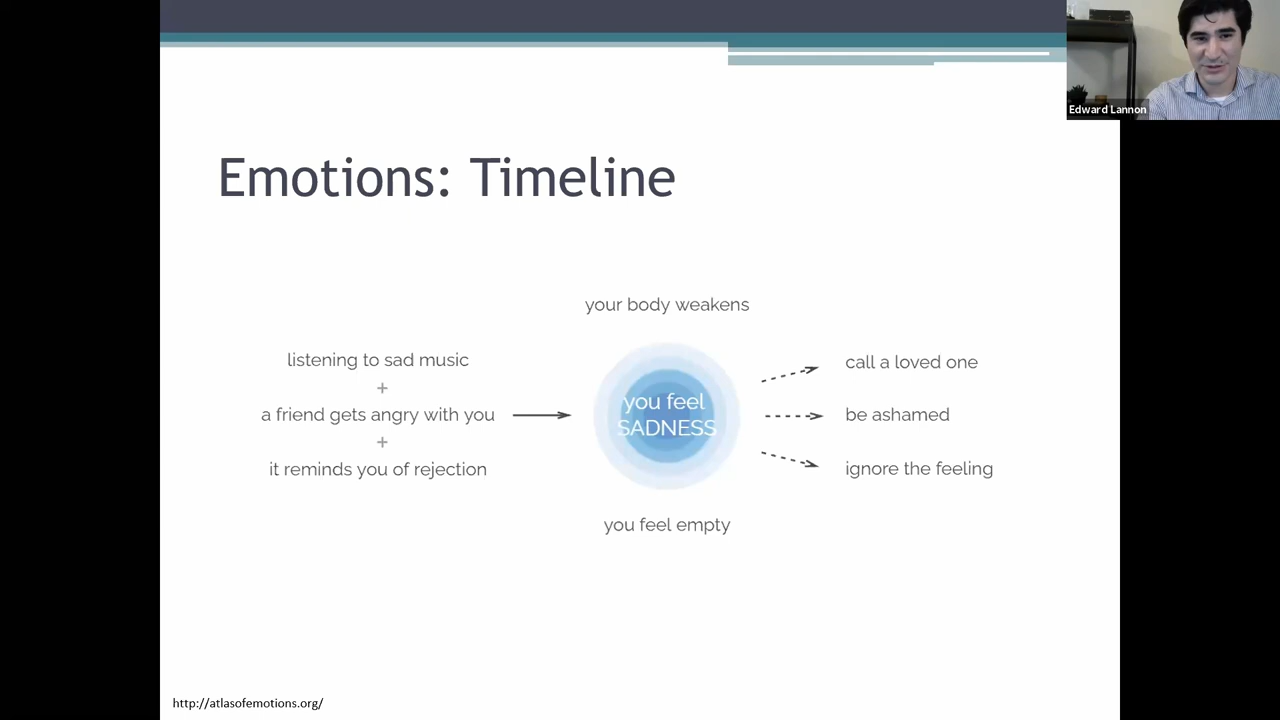 Edward Lannon
Emotions: Timeline
your body weakens
listening to sad music
+
a friend gets angry with you
+
it reminds you of rejection
you feel
SADNESS
you feel empty
call a loved one
be ashamed
ignore the feeling
http://atlasofemotions.org/